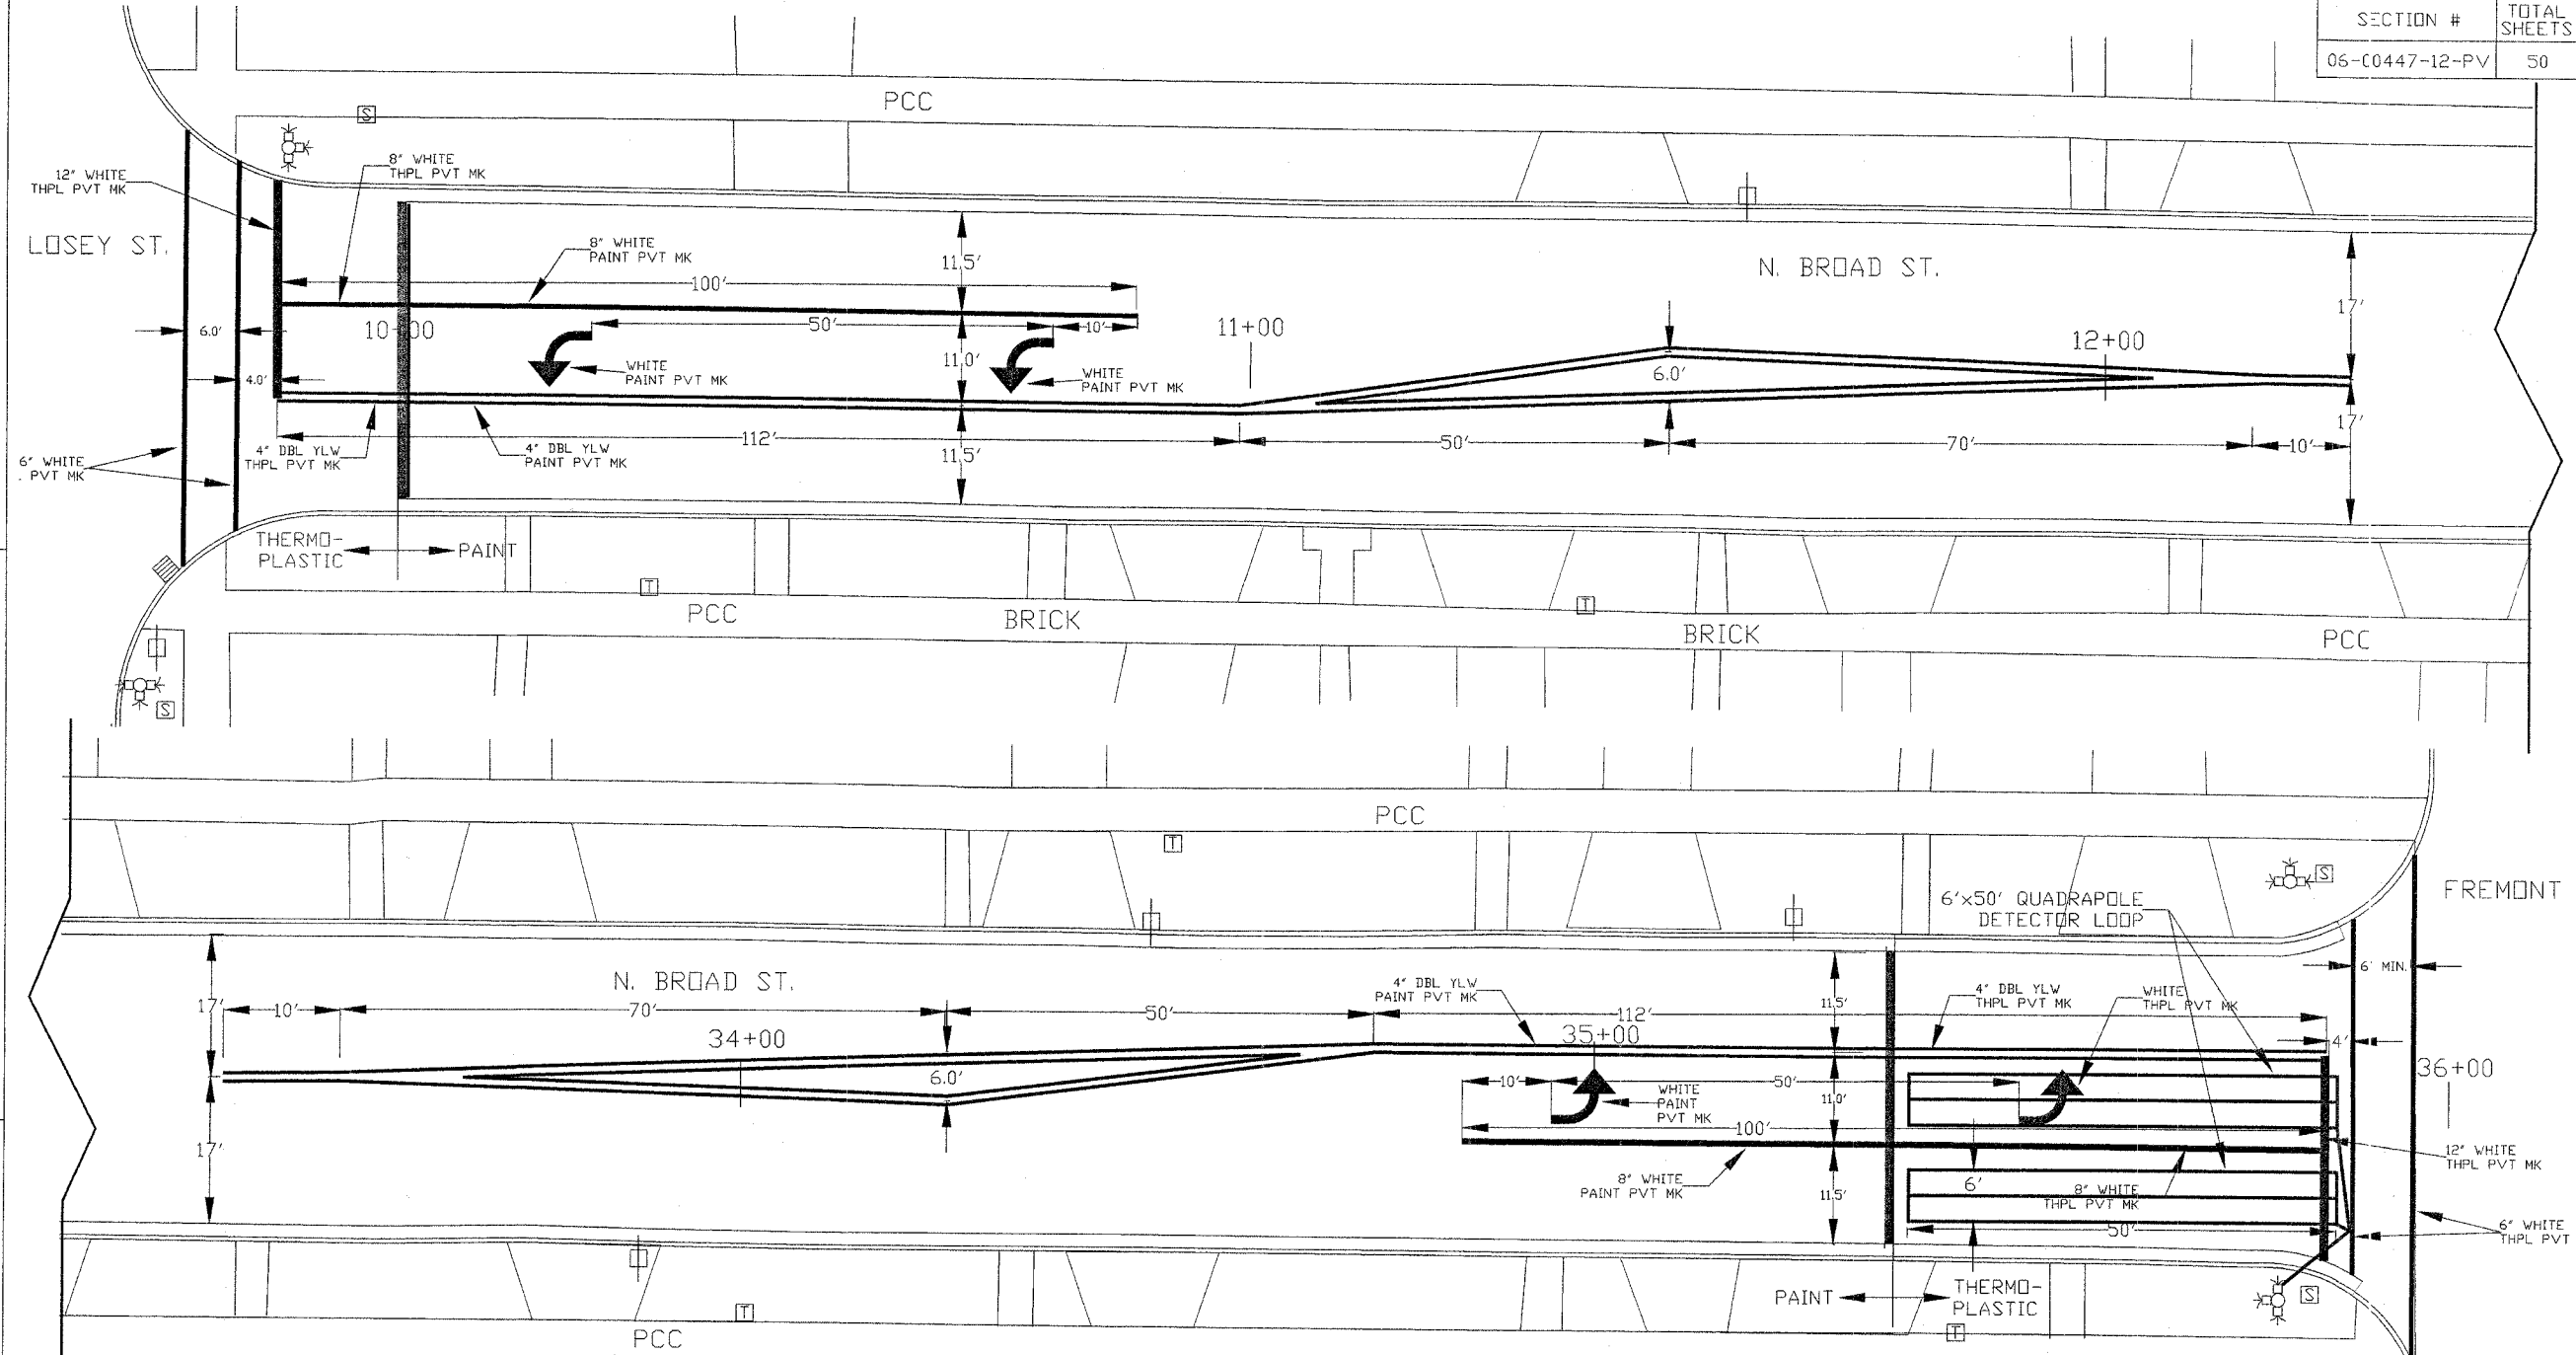 SECTION #
TOTAL
SHEETS
06-C0447-12-PV
50
PCC
S
12" WHITE
THPL PVT MK
8" WHITE
THPL PVT MK
LOSEY ST.
8" WHITE
PAINT PVT MK
11.5'
N. BROAD ST.
100'
17'
6.0'
10+00
50'
10'
11+00
12+00
11.0'
WHITE
PAINT PVT MK
WHITE
PAINT PVT MK
6.0'
4.0'
17'
112'
50'
70'
10'
4" DBL YLW
THPL PVT MK
4" DBL YLW
PAINT PVT MK
11.5'
6" WHITE
. PVT MK
THERMO-
PLASTIC
PAINT
T
T
PCC
BRICK
BRICK
PCC
S
PCC
T
S
FREMONT
6'x50' QUADRAPOLE
DETECTOR LOOP
6' MIN.
N. BROAD ST.
4" DBL YLW
PAINT PVT MK
4" DBL YLW
THPL PVT MK
WHITE
THPL PVT MK
17'
10'
70'
50'
11.5'
112'
34+00
35+00
4'
36+00
6.0'
10'
50'
WHITE
PAINT
PVT MK
11.0'
100'
17'
12" WHITE
THPL PVT MK
8" WHITE
PAINT PVT MK
11.5'
6'
8" WHITE
THPL PVT MK
50'
6" WHITE
THPL PVT
PAINT
THERMO-
PLASTIC
S
T
T
PCC